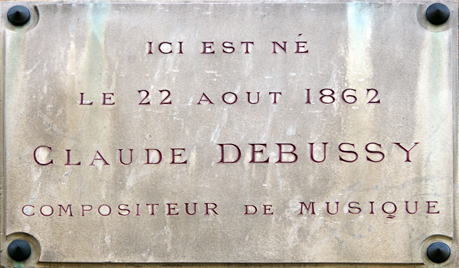 ICI EST NÉ
LE 22 AOUT 1862
CLAUDE DEBUSSY
COMPOSITEUR DE MUSIQUE